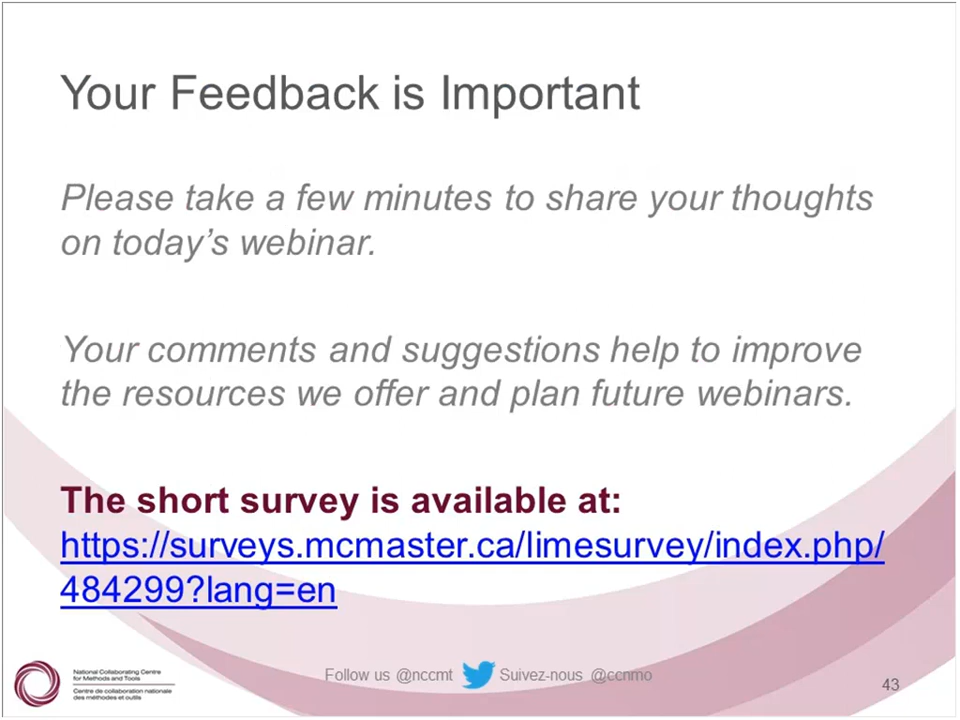 Your Feedback is Important
Please take a few minutes to share your thoughts
on today's webinar.
Your comments and suggestions help to improve
the resources we offer and plan future webinars.
The short survey is available at:
https://surveys.mcmaster.ca/limesurvey/index.php/
484299?lang=en
National Collaborating Centre
for Methods and Tools
Centre de collaboration nationale
des méthodes et outils
Follow us @nccmt Suivez-nous @ccnmo
43